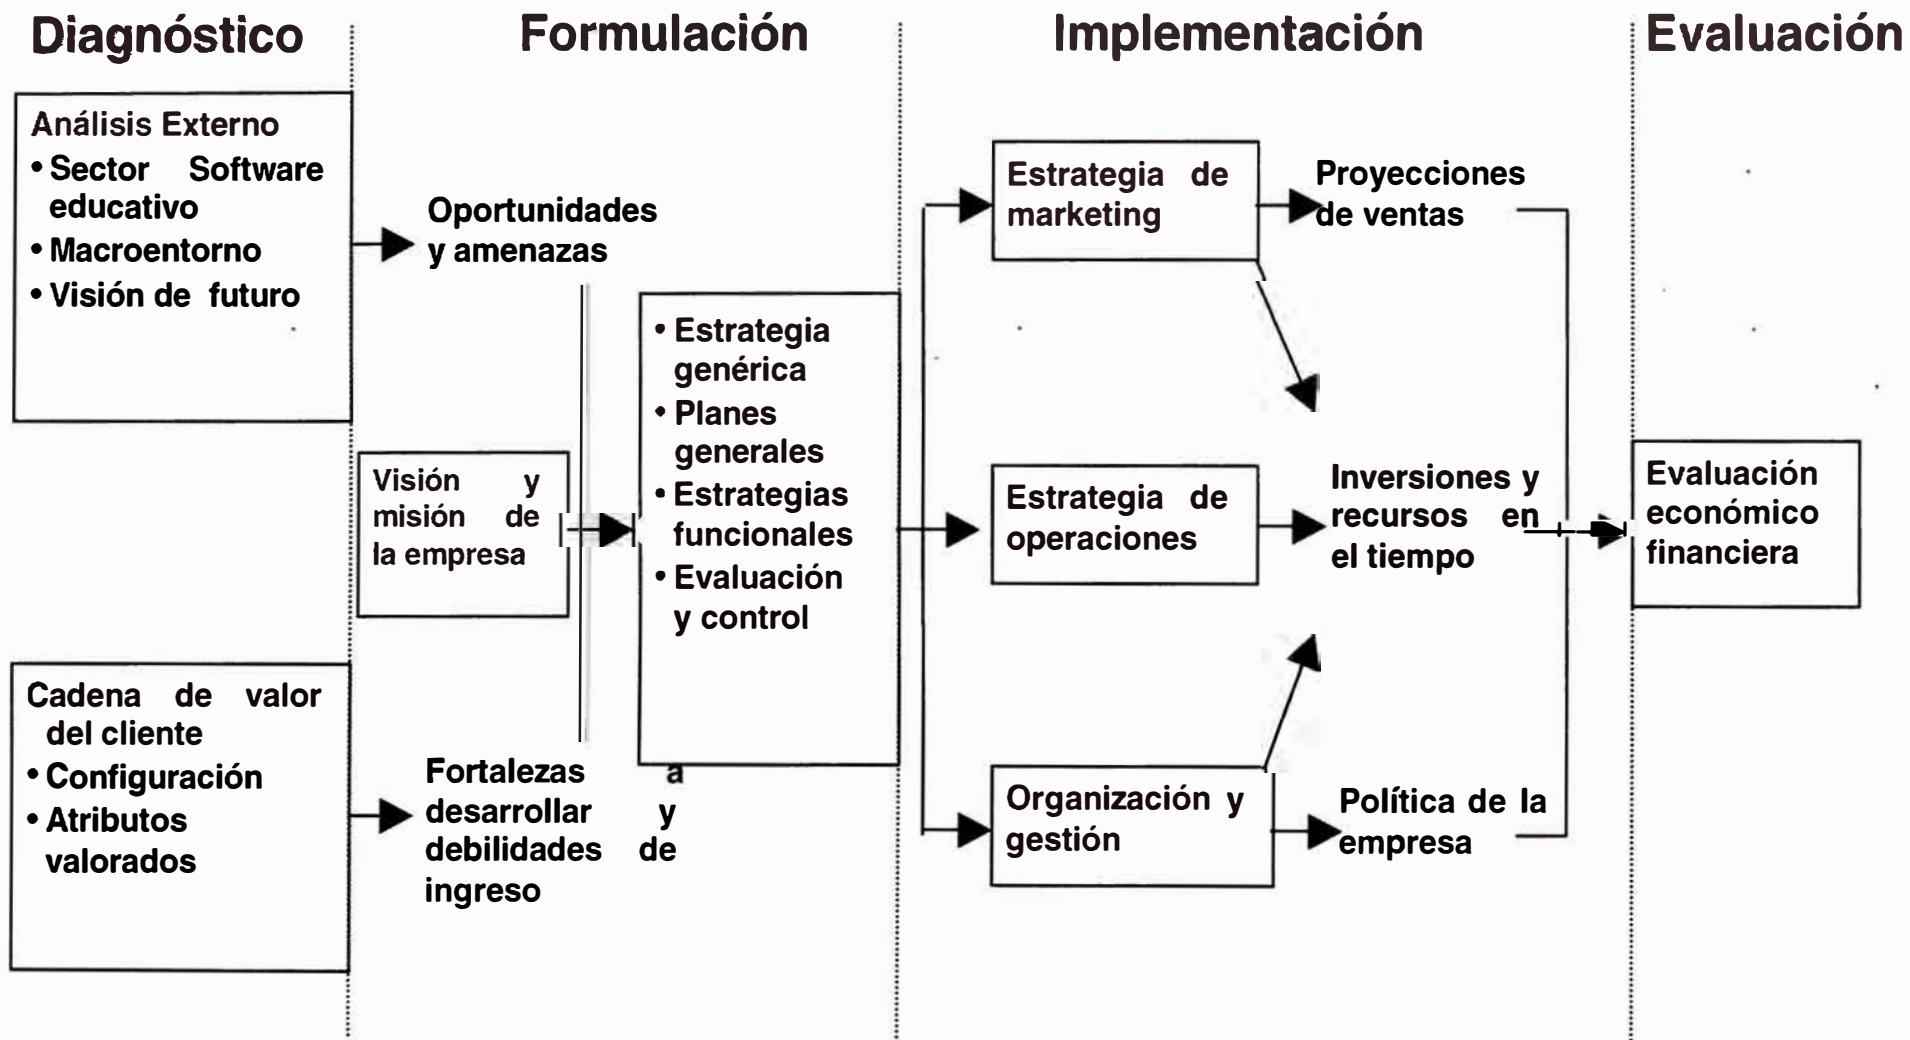 Diagnóstico
Formulación
Implementación
Evaluación
Análisis Externo
• Sector Software
educativo
• Macroentorno
• Visión de futuro
Cadena de valor
del cliente
• Configuración
• Atributos
valorados
Oportunidades
y amenazas
Visión y
misión de
la empresa
Fortalezas a
desarrollar y
debilidades de
ingreso
• Estrategia
genérica
• Planes
generales
• Estrategias
funcionales
• Evaluación
y control
Estrategia de
marketing
Proyecciones
de ventas
Estrategia de
operaciones
Inversiones y
recursos en
el tiempo
Organización y
gestión
Política de la
empresa
Evaluación
económico
financiera